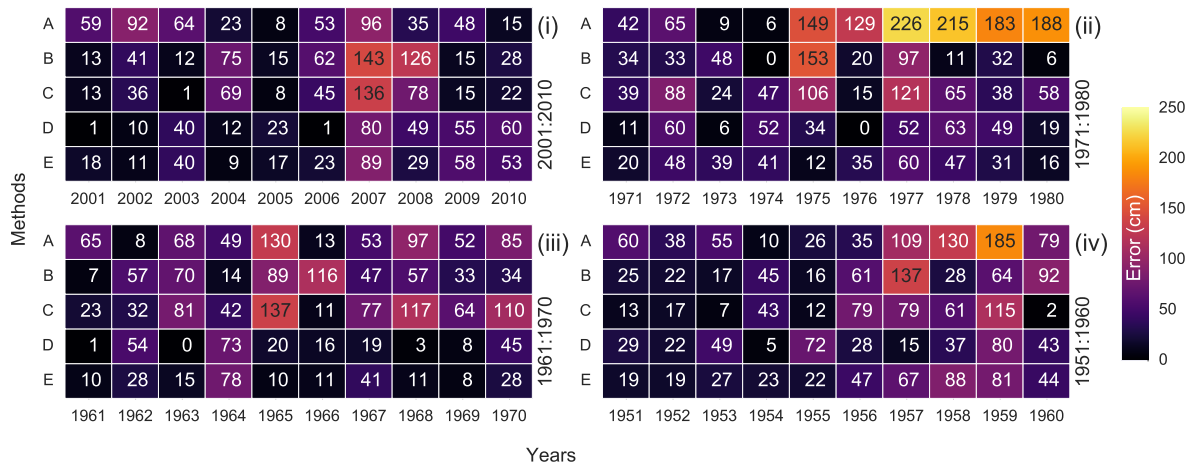 A 59 92 64 23 8 53 96 35 48 15 (i)
B 13 41 12 75 15 62 143 126 15 28
C 13 36 1 69 8 45 136 78 15 22
D 1 10 40 12 23 1 80 49 55 60
E 18 11 40 9 17 23 89 29 58 53
2001:2010
2001 2002 2003 2004 2005 2006 2007 2008 2009 2010
A 42 65 9 6 149 129 226 215 183 188 (ii)
B 34 33 48 0 153 20 97 11 32 6
C 39 88 24 47 106 15 121 65 38 58
D 11 60 6 52 34 0 52 63 49 19
E 20 48 39 41 12 35 60 47 31 16
1971:1980
1971 1972 1973 1974 1975 1976 1977 1978 1979 1980
Methods
A 65 8 68 49 130 13 53 97 52 85 (iii)
B 7 57 70 14 89 116 47 57 33 34
C 23 32 81 42 137 11 77 117 64 110
D 1 54 0 73 20 16 19 3 8 45
E 10 28 15 78 10 11 41 11 8 28
1961:1970
1961 1962 1963 1964 1965 1966 1967 1968 1969 1970
A 60 38 55 10 26 35 109 130 185 79 (iv)
B 25 22 17 45 16 61 137 28 64 92
C 13 17 7 43 12 79 79 61 115 2
D 29 22 49 5 72 28 15 37 80 43
E 19 19 27 23 22 47 67 88 81 44
1951:1960
1951 1952 1953 1954 1955 1956 1957 1958 1959 1960
Years
250
200
150
100
50
0
Error (cm)